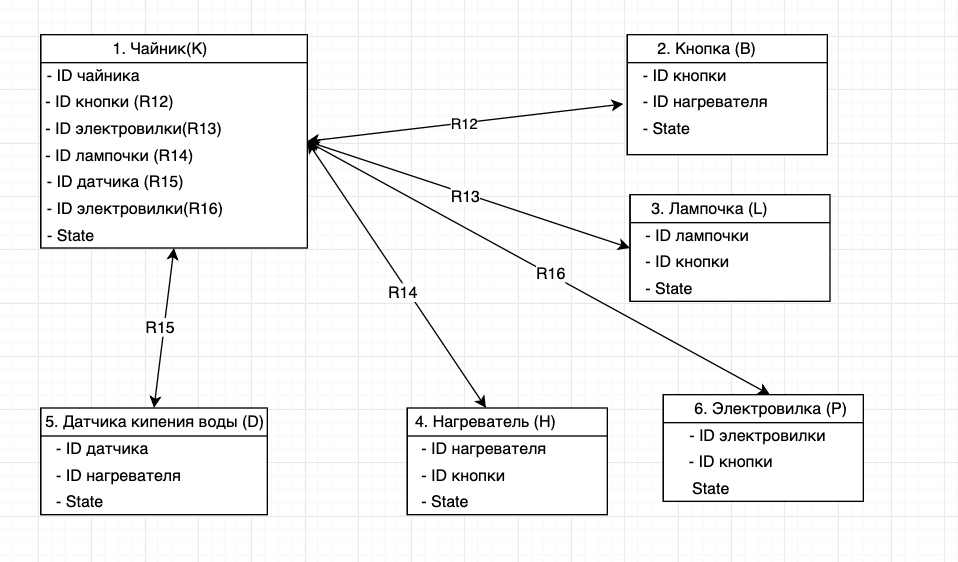 1. Чайник(K)
- ID чайника
- ID кнопки (R12)
- ID электровилки(R13)
- ID лампочки (R14)
- ID датчика (R15)
- ID электровилки(R16)
- State
2. Кнопка (B)
- ID кнопки
- ID нагревателя
- State
R12
R13
3. Лампочка (L)
- ID лампочки
- ID кнопки
- State
R16
R14
R15
5. Датчика кипения воды (D)
- ID датчика
- ID нагревателя
- State
4. Нагреватель (H)
- ID нагревателя
- ID кнопки
- State
6. Электровилка (P)
- ID электровилки
- ID кнопки
State